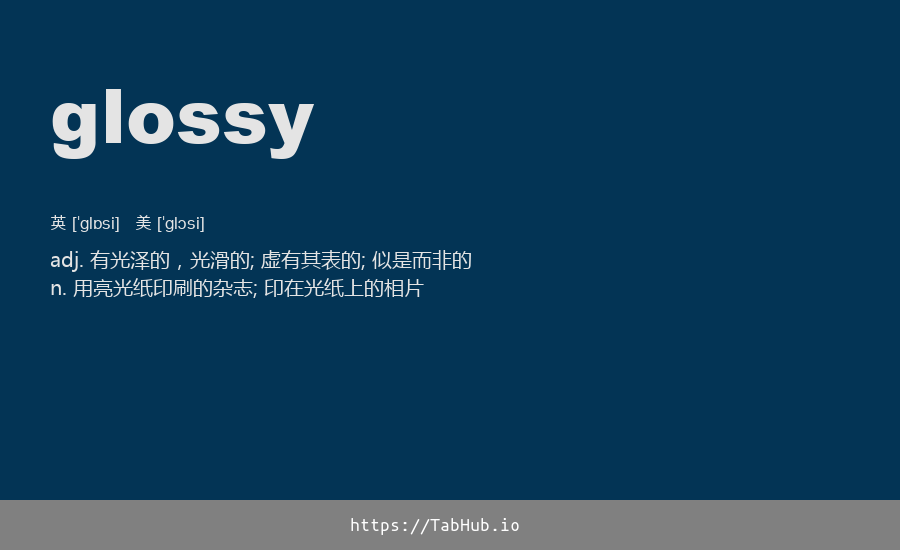 glossy
英 [ˈɡlɒsi] 美 [ˈɡlɔsi]
adj. 有光泽的，光滑的; 虚有其表的; 似是而非的
n. 用亮光纸印刷的杂志; 印在光纸上的相片
https://TabHub.io